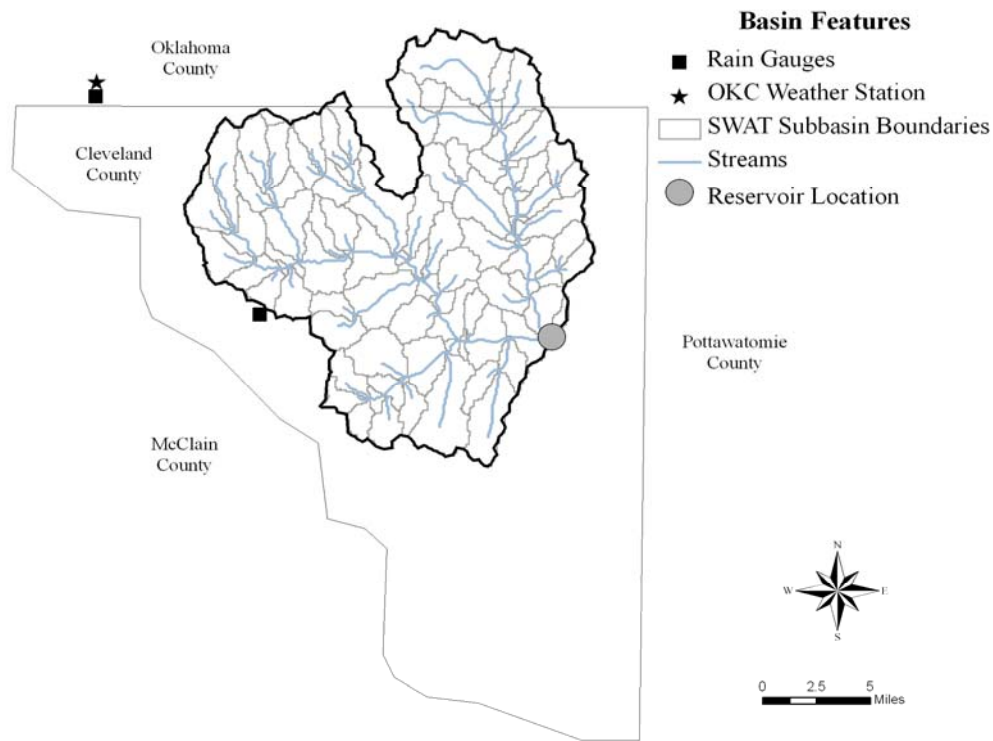 Basin Features
Rain Gauges
OKC Weather Station
SWAT Subbasin Boundaries
Streams
Reservoir Location
Oklahoma
County
Cleveland
County
Pottawatomie
County
McClain
County
N
W E
S
0 2.5 5
Miles